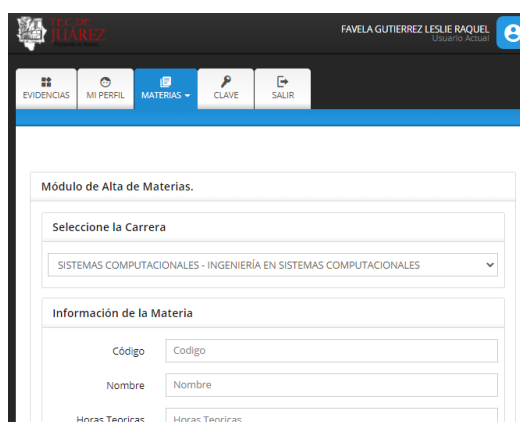 TEC DE
JUÁREZ
FAVELA GUTIERREZ LESLIE RAQUEL
Usuario Actual
EVIDENCIAS
MI PERFIL
MATERIAS
CLAVE
SALIR
Módulo de Alta de Materias.
Seleccione la Carrera
SISTEMAS COMPUTACIONALES - INGENIERÍA EN SISTEMAS COMPUTACIONALES
Información de la Materia
Código Codigo
Nombre Nombre
Horas Teoricas Horas Teoricas